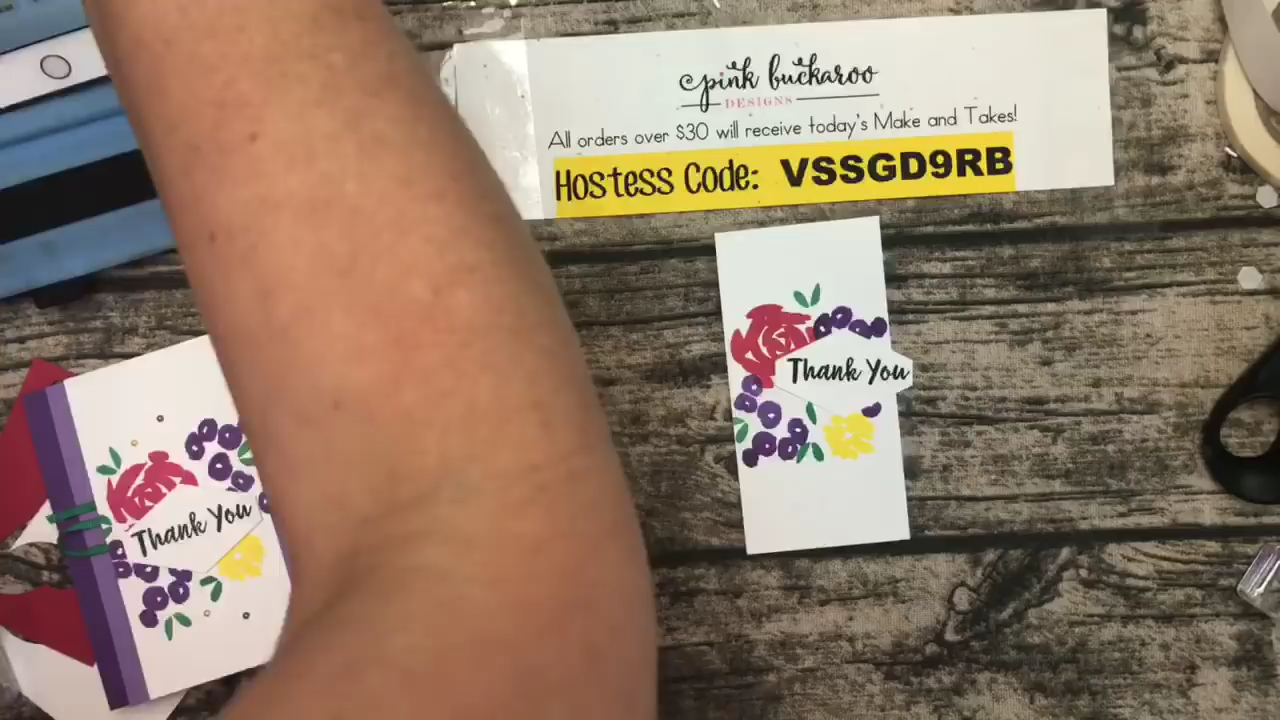 pink buckaroo
DESIGNS
All orders over $30 will receive today's Make and Takes!
Hostess Code: VSSGD9RB
Thank You
Thank You